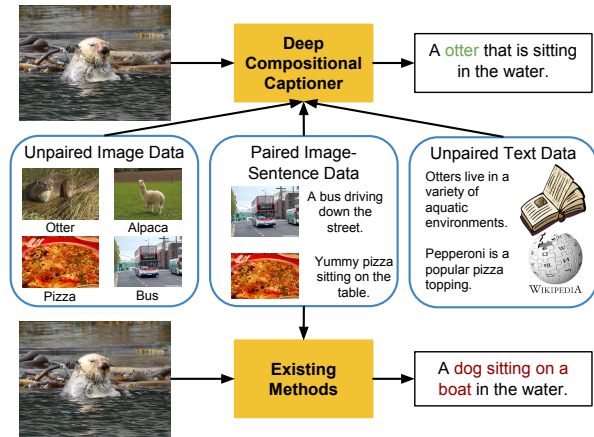 Deep
Compositional
Captioner
A otter that is sitting
in the water.
Unpaired Image Data
Otter
Alpaca
Pizza
Bus
Paired Image-
Sentence Data
A bus driving
down the
street.
Yummy pizza
sitting on the
table.
Unpaired Text Data
Otters live in a
variety of
aquatic
environments.
Pepperoni is a
popular pizza
topping.
WIKIPEDIA
Existing
Methods
A dog sitting on a
boat in the water.